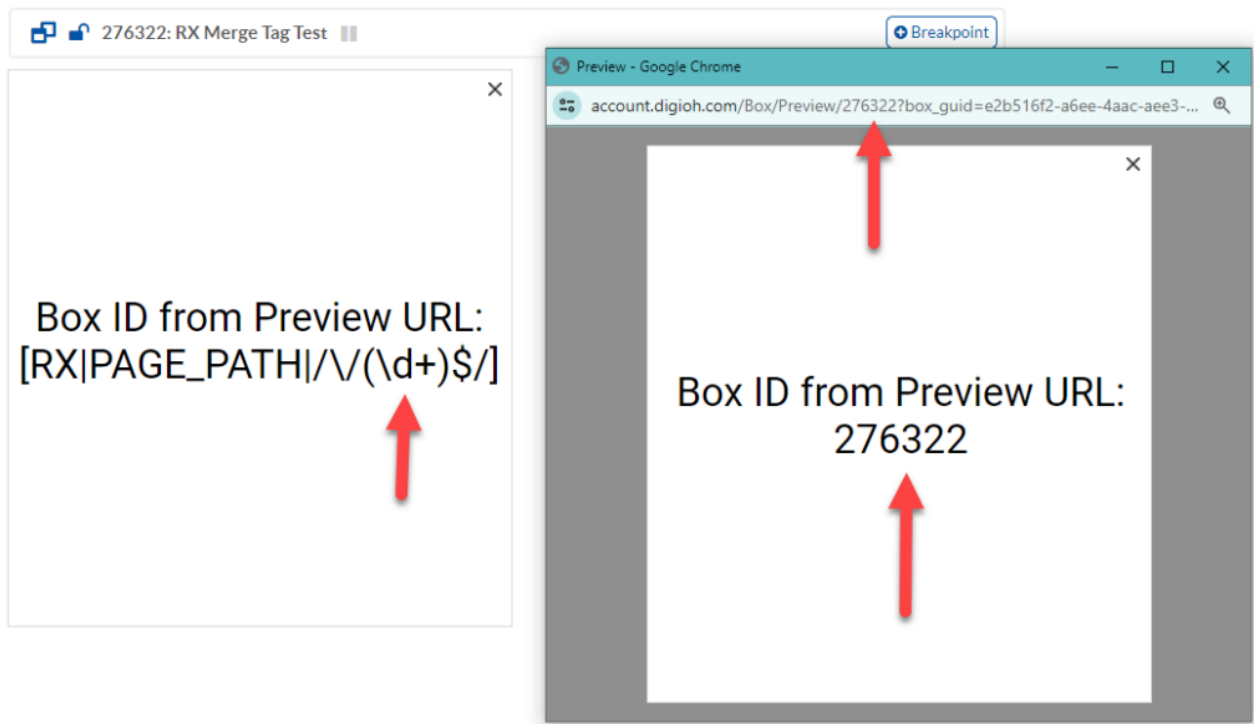 276322: RX Merge Tag Test
Breakpoint
Preview - Google Chrome
account.digioh.com/Box/Preview/276322?box_guid=e2b516f2-a6ee-4aac-aee3-...
Box ID from Preview URL:
[RX|PAGE_PATH|/\/(\d+)$/]
Box ID from Preview URL:
276322